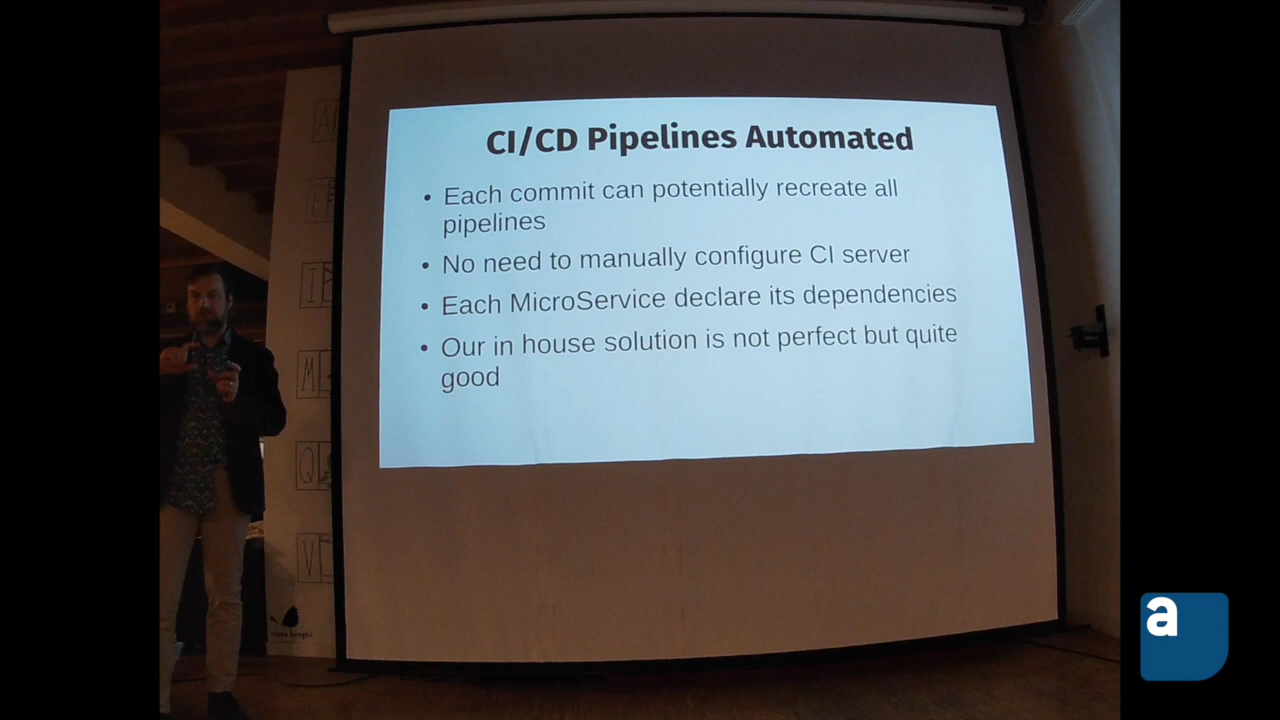 CI/CD Pipelines Automated
• Each commit can potentially recreate all
pipelines
• No need to manually configure CI server
• Each MicroService declare its dependencies
• Our in house solution is not perfect but quite
good
I
M
Q
V
a